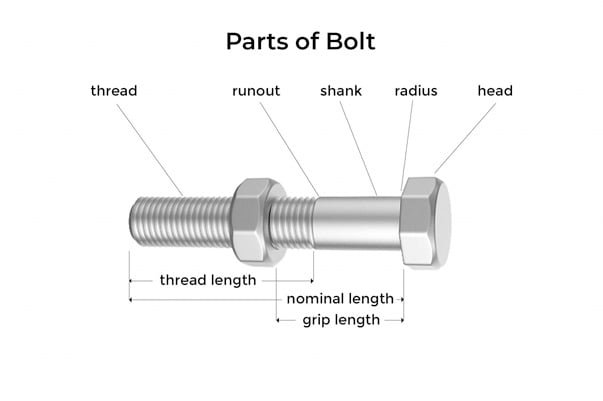 Parts of Bolt
thread runout shank radius head
thread length
nominal length
grip length